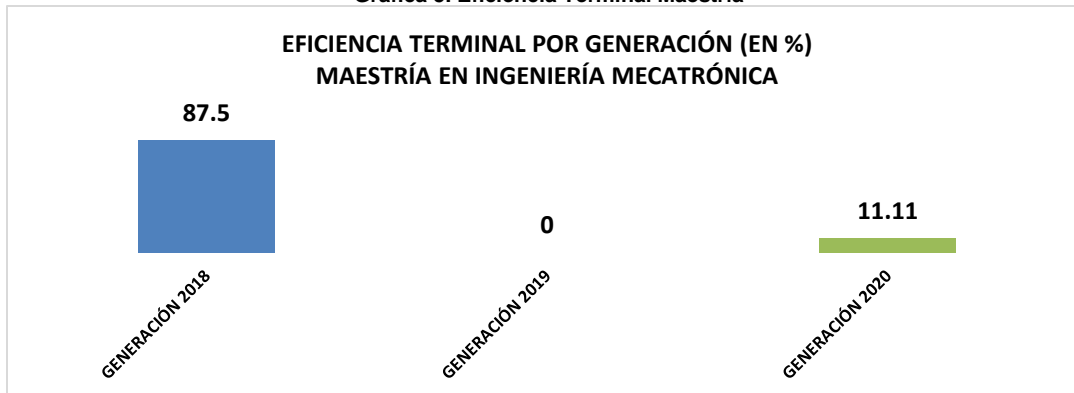 EFICIENCIA TERMINAL POR GENERACIÓN (EN %)
MAESTRÍA EN INGENIERÍA MECATRÓNICA
87.5
0
11.11
GENERACIÓN 2018
GENERACIÓN 2019
GENERACIÓN 2020